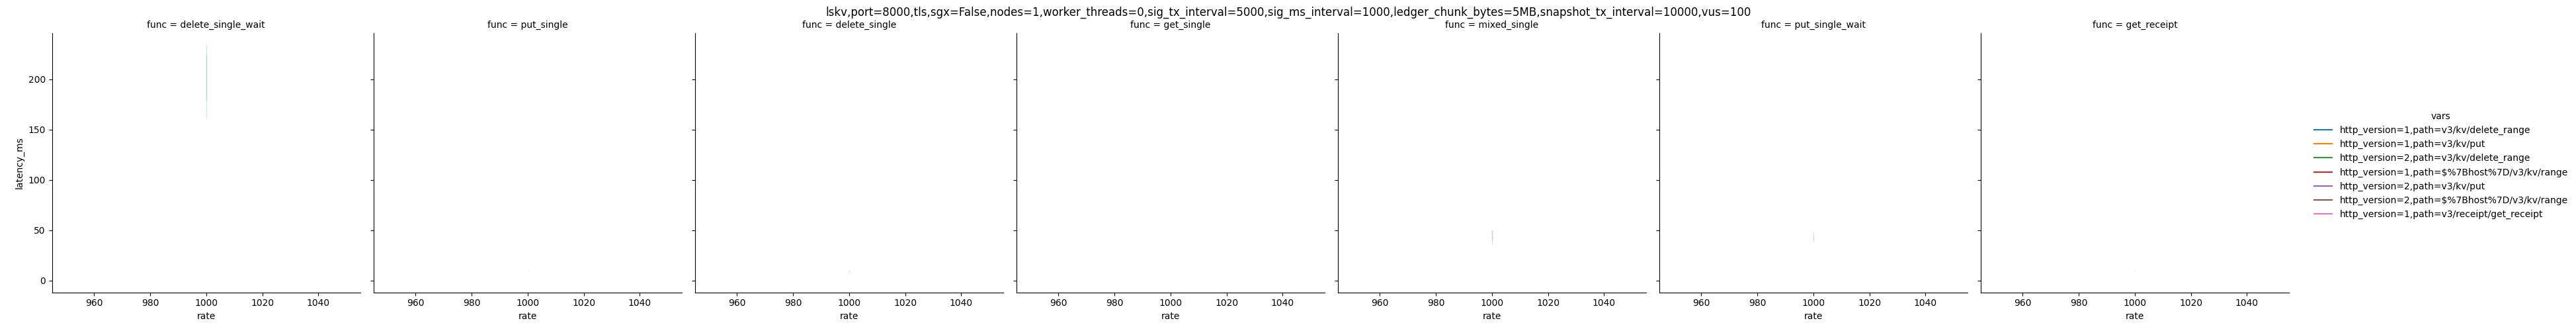 lskv,port=8000,tls,sgx=False,nodes=1,worker_threads=0,sig_tx_interval=5000,sig_ms_interval=1000,ledger_chunk_bytes=5MB,snapshot_tx_interval=10000,vus=100
func = delete_single_wait
func = put_single
func = delete_single
func = get_single
func = mixed_single
func = put_single_wait
func = get_receipt
latency_ms
200
150
100
50
0
960 980 1000 1020 1040
960 980 1000 1020 1040
960 980 1000 1020 1040
960 980 1000 1020 1040
960 980 1000 1020 1040
960 980 1000 1020 1040
960 980 1000 1020 1040
rate
rate
rate
rate
rate
rate
rate
vars
http_version=1,path=v3/kv/delete_range
http_version=1,path=v3/kv/put
http_version=2,path=v3/kv/delete_range
http_version=1,path=$%7Bhost%7D/v3/kv/range
http_version=2,path=v3/kv/put
http_version=2,path=$%7Bhost%7D/v3/kv/range
http_version=1,path=v3/receipt/get_receipt